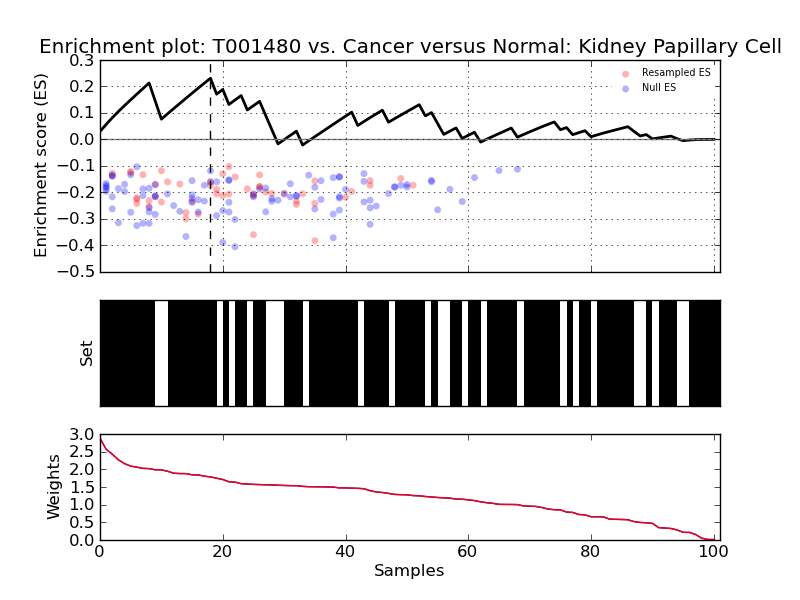 Enrichment plot: T001480 vs. Cancer versus Normal: Kidney Papillary Cell
Enrichment score (ES)
0.3
0.2
0.1
0.0
−0.1
−0.2
−0.3
−0.4
−0.5
Resampled ES
Null ES
Set
Weights
3.0
2.5
2.0
1.5
1.0
0.5
0.0
0 20 40 60 80 100
Samples